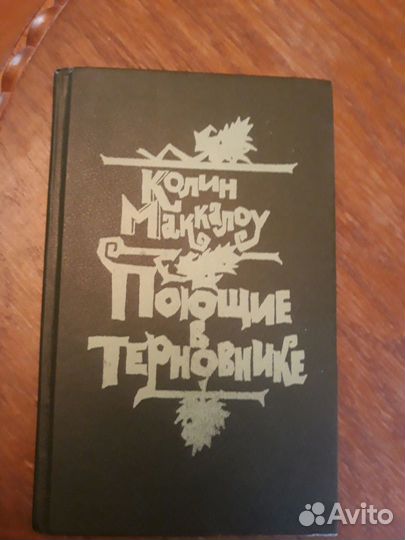 Колин
Маккалоу
Поющие
в
терновнике
Avito